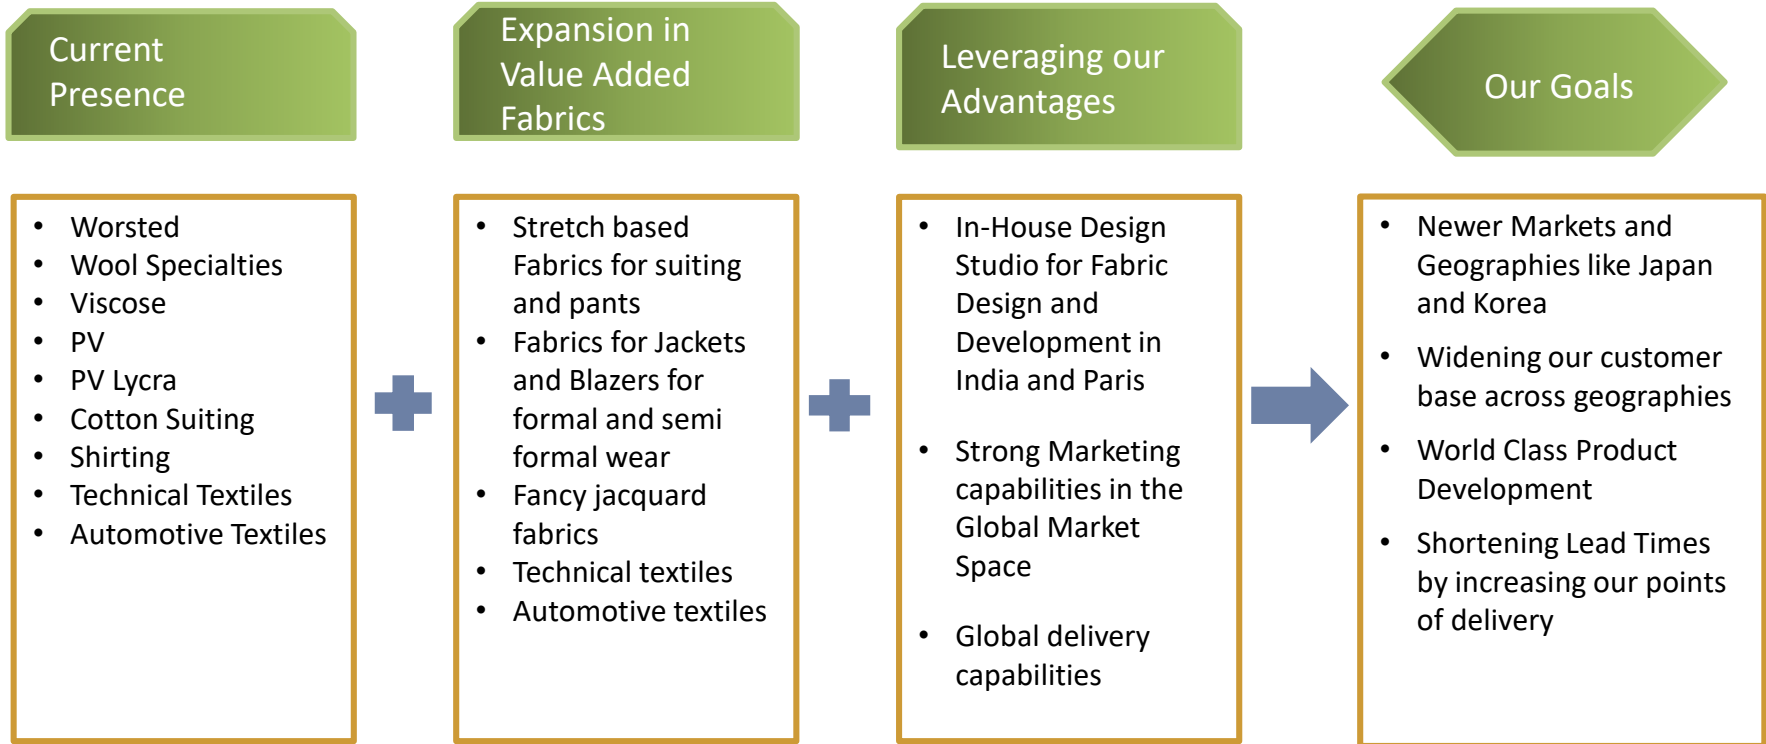 Current
Presence
Expansion in
Value Added
Fabrics
Leveraging our
Advantages
Our Goals
• Worsted
• Wool Specialties
• Viscose
• PV
• PV Lycra
• Cotton Suiting
• Shirting
• Technical Textiles
• Automotive Textiles
• Stretch based
Fabrics for suiting
and pants
• Fabrics for Jackets
and Blazers for
formal and semi
formal wear
• Fancy jacquard
fabrics
• Technical textiles
• Automotive textiles
• In-House Design
Studio for Fabric
Design and
Development in
India and Paris
• Strong Marketing
capabilities in the
Global Market
Space
• Global delivery
capabilities
• Newer Markets and
Geographies like Japan
and Korea
• Widening our customer
base across geographies
• World Class Product
Development
• Shortening Lead Times
by increasing our points
of delivery